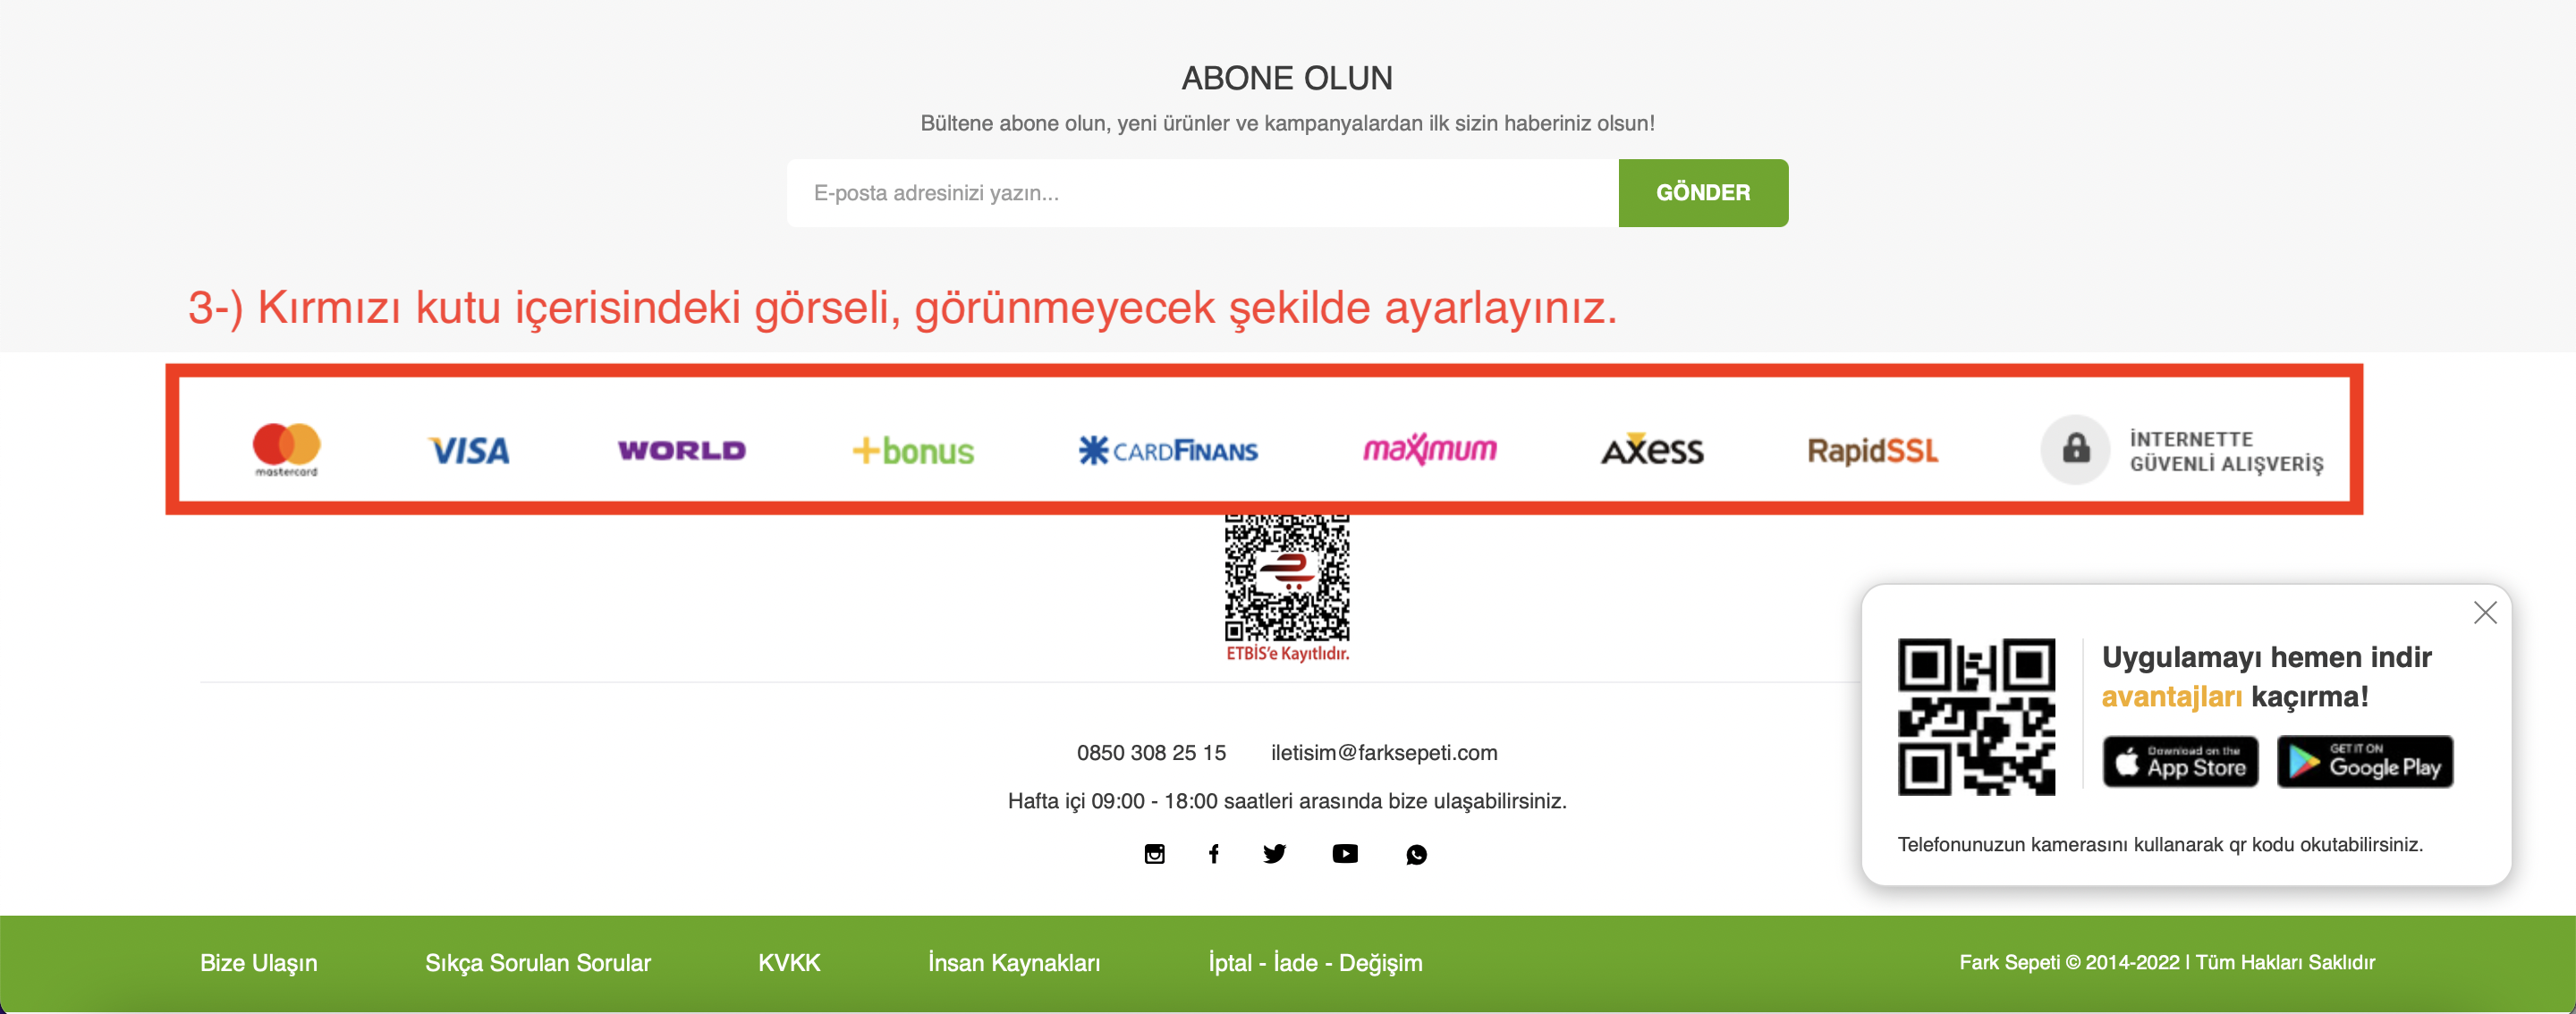 ABONE OLUN
Bültene abone olun, yeni ürünler ve kampanyalardan ilk sizin haberiniz olsun!
E-posta adresinizi yazın...
GÖNDER
3-) Kırmızı kutu içerisindeki görseli, görünmeyecek şekilde ayarlayınız.
mastercard
VISA
WORLD
+bonus
CARDFINANS
maximum
axess
RapidSSL
İNTERNETTE
GÜVENLİ ALIŞVERİŞ
ETBİS'e Kayıtlıdır.
Uygulamayı hemen indir
avantajları kaçırma!
Download on the
App Store
GET IT ON
Google Play
Telefonunuzun kamerasını kullanarak qr kodu okutabilirsiniz.
0850 308 25 15 iletisim@farksepeti.com
Hafta içi 09:00 - 18:00 saatleri arasında bize ulaşabilirsiniz.
Bize Ulaşın Sıkça Sorulan Sorular KVKK İnsan Kaynakları İptal - İade - Değişim Fark Sepeti © 2014-2022 | Tüm Hakları Saklıdır